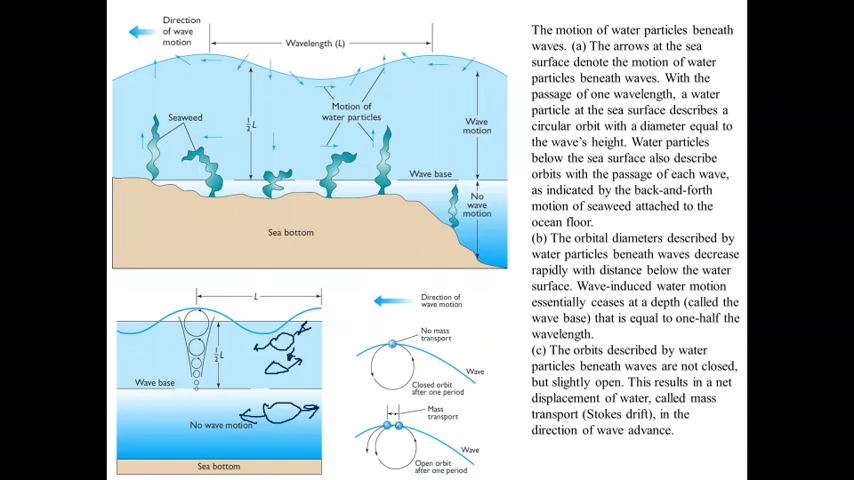 Direction
of wave
motion
Wavelength (L)
Seaweed
½L
Motion of
water particles
Wave
motion
Wave base
No
wave
motion
Sea bottom
L
½L
Wave base
No wave motion
Sea bottom
Direction of
wave motion
No mass
transport
Wave
Closed orbit
after one period
Mass
transport
Wave
Open orbit
after one period
The motion of water particles beneath
waves. (a) The arrows at the sea
surface denote the motion of water
particles beneath waves. With the
passage of one wavelength, a water
particle at the sea surface describes a
circular orbit with a diameter equal to
the wave's height. Water particles
below the sea surface also describe
orbits with the passage of each wave,
as indicated by the back-and-forth
motion of seaweed attached to the
ocean floor.
(b) The orbital diameters described by
water particles beneath waves decrease
rapidly with distance below the water
surface. Wave-induced water motion
essentially ceases at a depth (called the
wave base) that is equal to one-half the
wavelength.
(c) The orbits described by water
particles beneath waves are not closed,
but slightly open. This results in a net
displacement of water, called mass
transport (Stokes drift), in the
direction of wave advance.